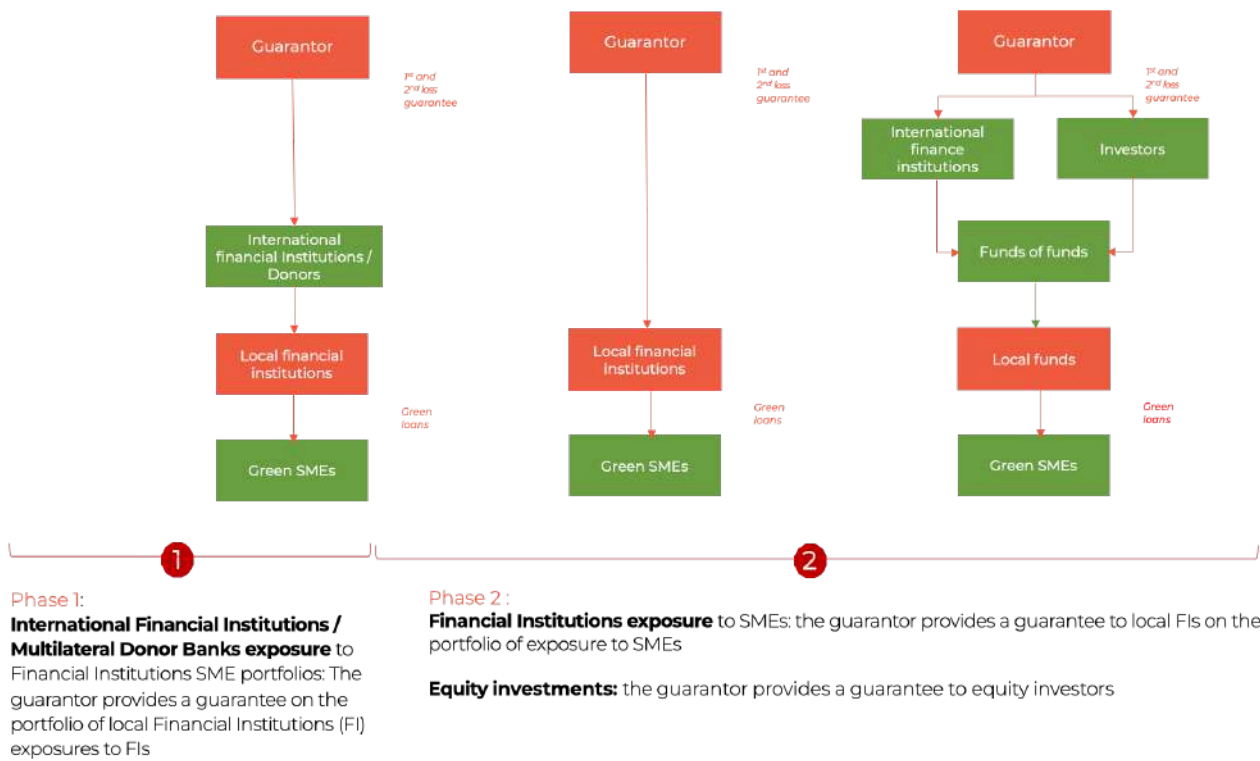 Guarantor
1st and
2nd loss
guarantee
International
financial Institutions /
Donors
Local financial
institutions
Green
loans
Green SMEs
Guarantor
1st and
2nd loss
guarantee
Local financial
institutions
Green
loans
Green SMEs
Guarantor
1st and
2nd loss
guarantee
International
finance
institutions
Investors
Funds of funds
Local funds
Green
loans
Green SMEs
1
2
Phase 1:
International Financial Institutions /
Multilateral Donor Banks exposure to
Financial Institutions SME portfolios: The
guarantor provides a guarantee on the
portfolio of local Financial Institutions (FI)
exposures to FIs
Phase 2 :
Financial Institutions exposure to SMEs: the guarantor provides a guarantee to local FIs on the
portfolio of exposure to SMEs
Equity investments: the guarantor provides a guarantee to equity investors